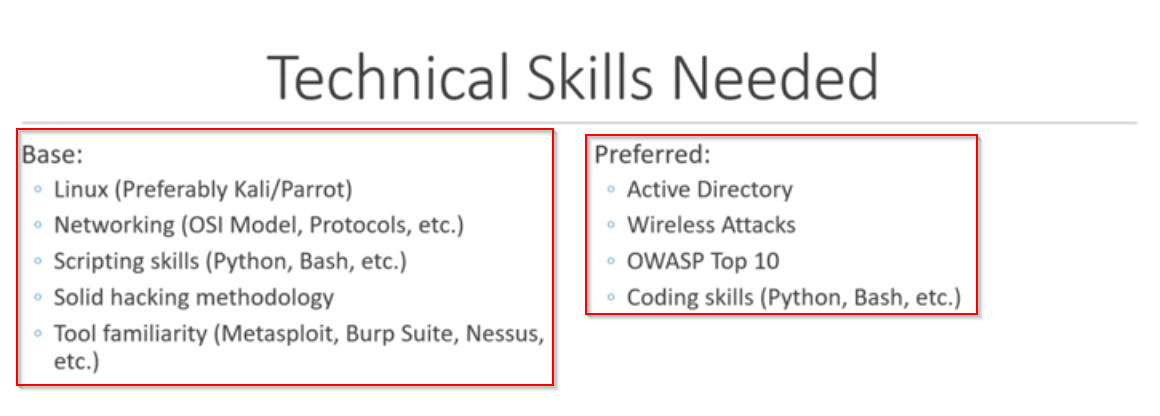 Technical Skills Needed
Base:
◦ Linux (Preferably Kali/Parrot)
◦ Networking (OSI Model, Protocols, etc.)
◦ Scripting skills (Python, Bash, etc.)
◦ Solid hacking methodology
◦ Tool familiarity (Metasploit, Burp Suite, Nessus,
etc.)
Preferred:
◦ Active Directory
◦ Wireless Attacks
◦ OWASP Top 10
◦ Coding skills (Python, Bash, etc.)